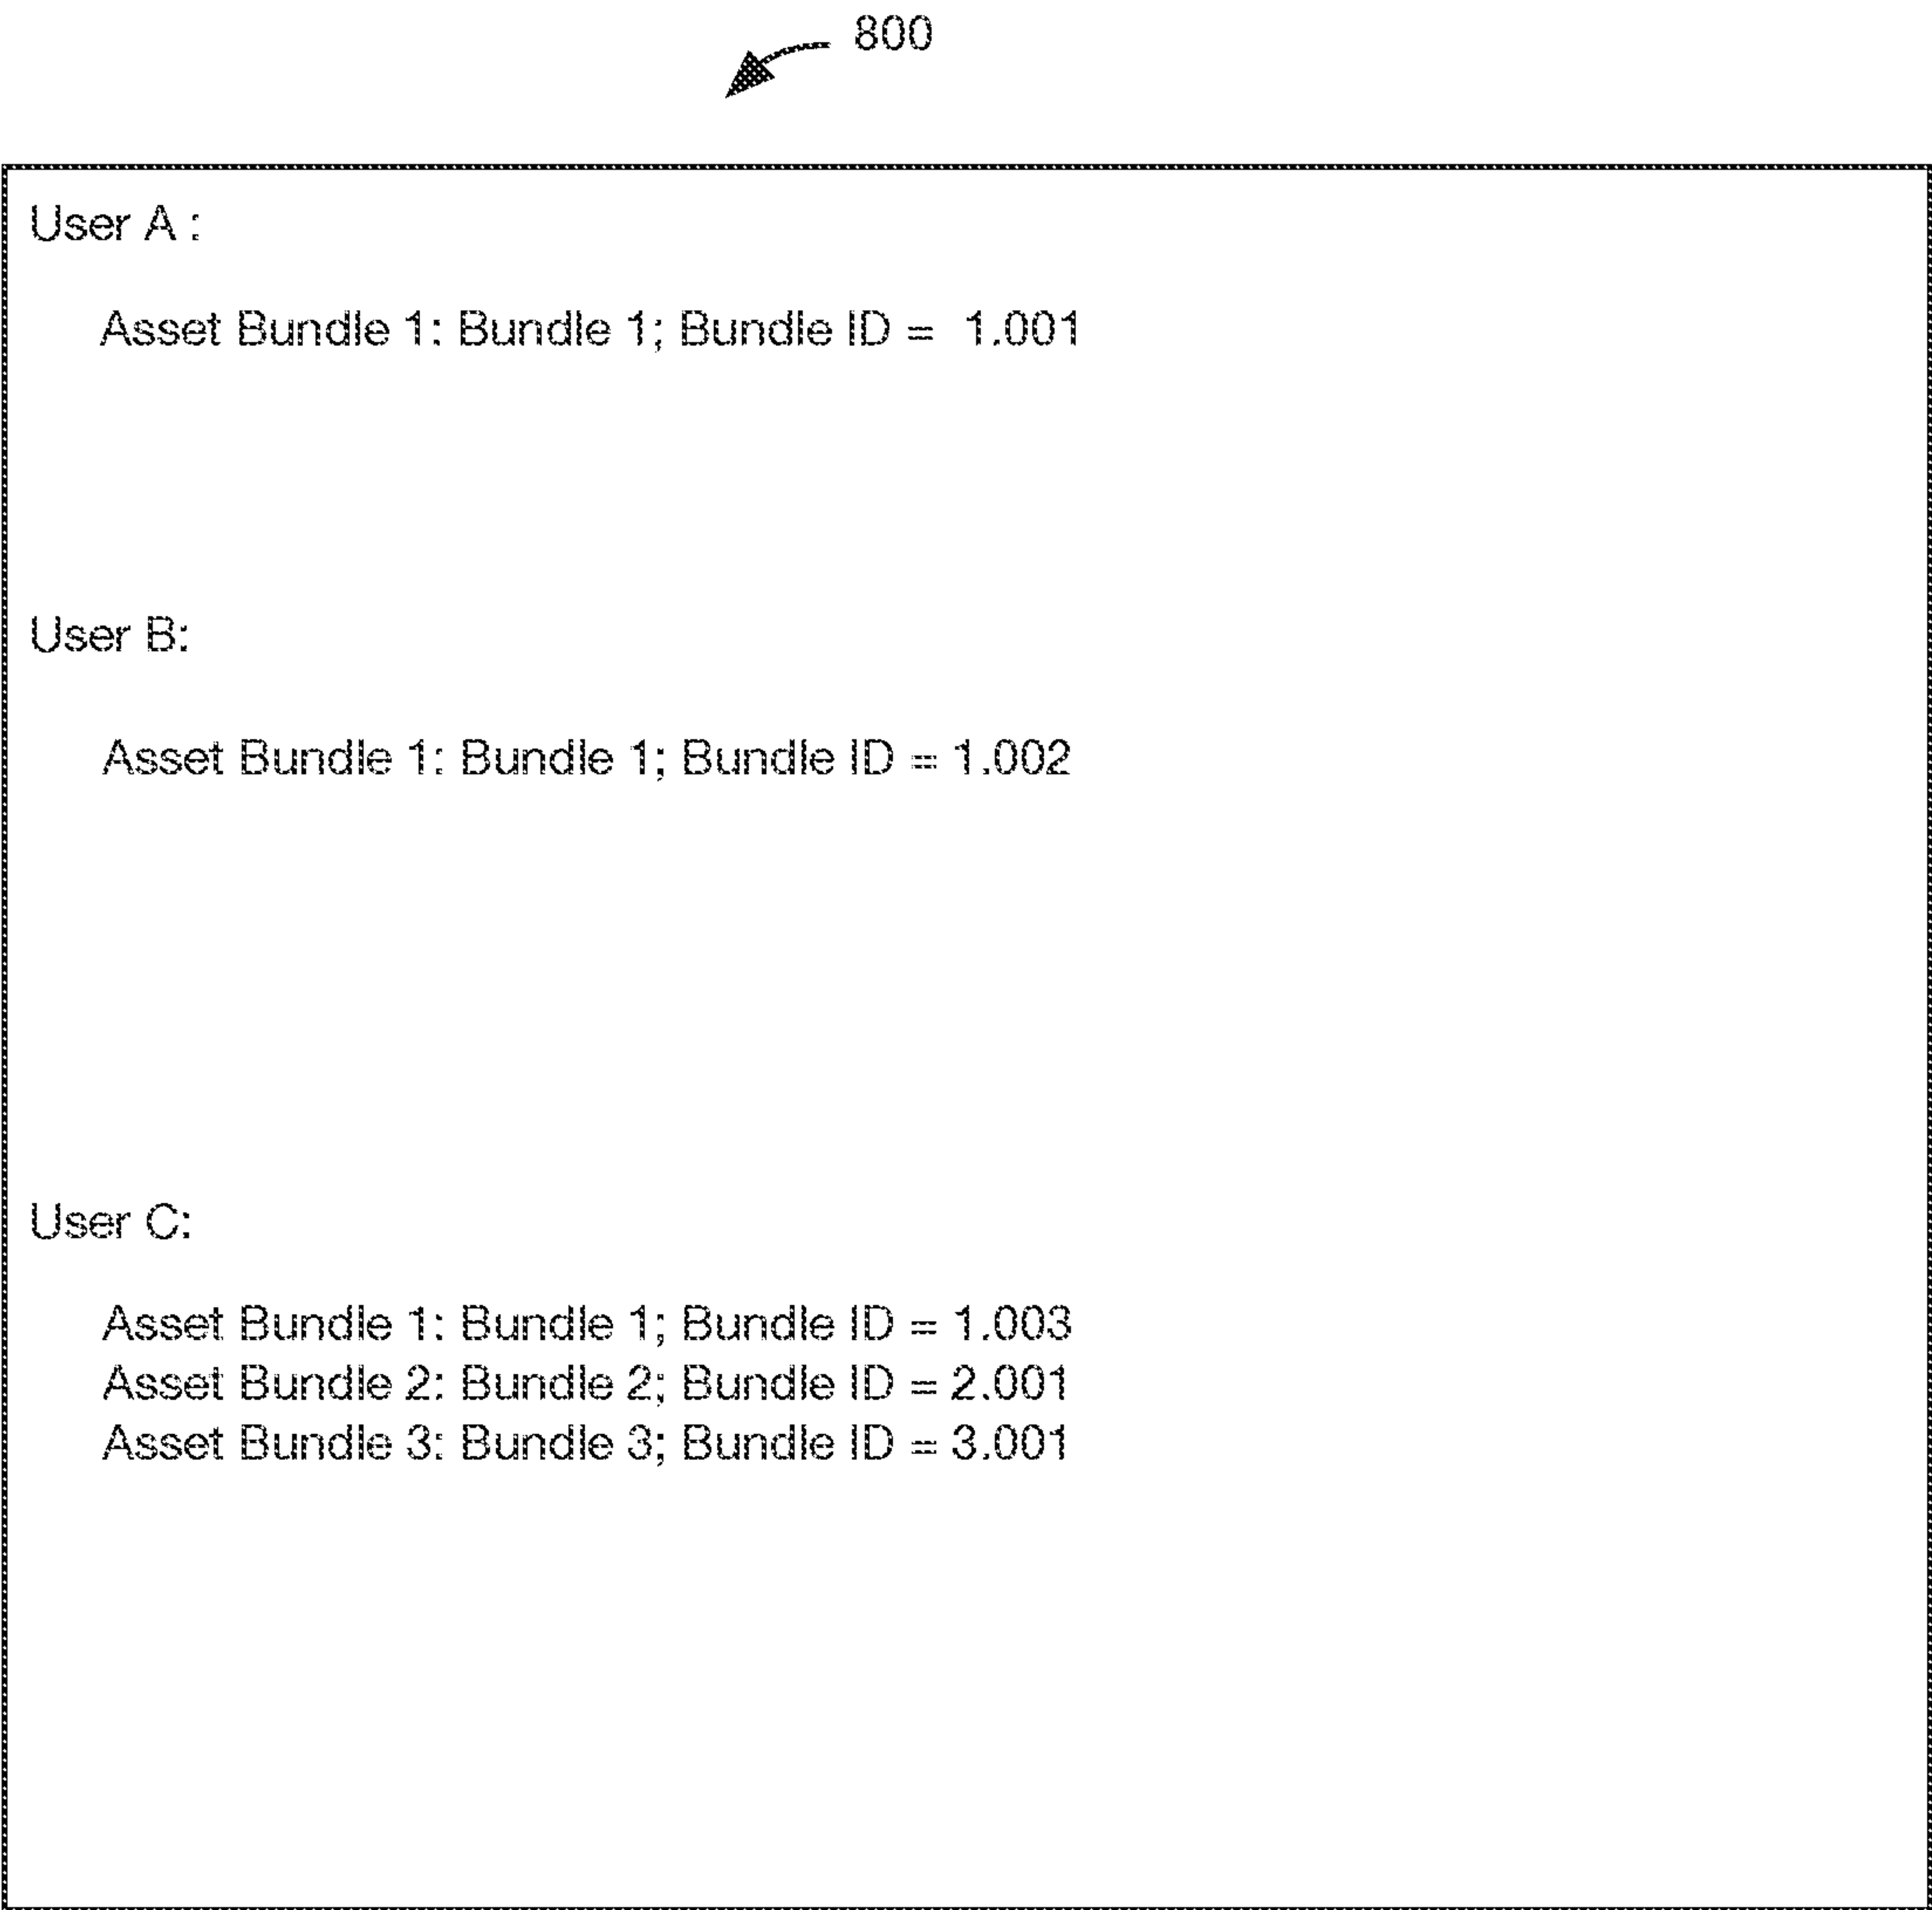 800
User A :
Asset Bundle 1: Bundle 1; Bundle ID = 1.001
User B:
Asset Bundle 1: Bundle 1; Bundle ID = 1.002
User C:
Asset Bundle 1: Bundle 1; Bundle ID = 1.003
Asset Bundle 2: Bundle 2; Bundle ID = 2.001
Asset Bundle 3: Bundle 3; Bundle ID = 3.001